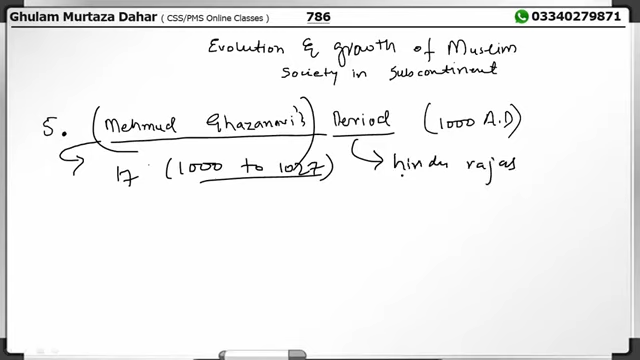 Ghulam Murtaza Dahar ( CSS/PMS Online Classes ) 786 03340279871
Evolution & growth of Muslim
Society in Subcontinent
5. (Mehmud Ghazanavi's) Period (1000 A.D)
17 (1000 to 1027) hindu rajas